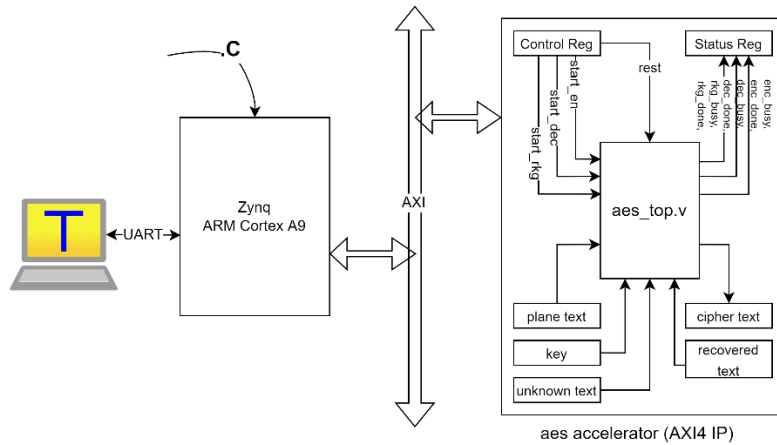 .C
T
UART
Zynq
ARM Cortex A9
AXI
Control Reg
Status Reg
rest
start_en
start_dec
start_rkg
rkg_done,
rkg_busy,
dec_done,
dec_busy,
enc_done,
enc_busy,
aes_top.v
plane text
key
unknown text
cipher text
recovered
text
aes accelerator (AXI4 IP)